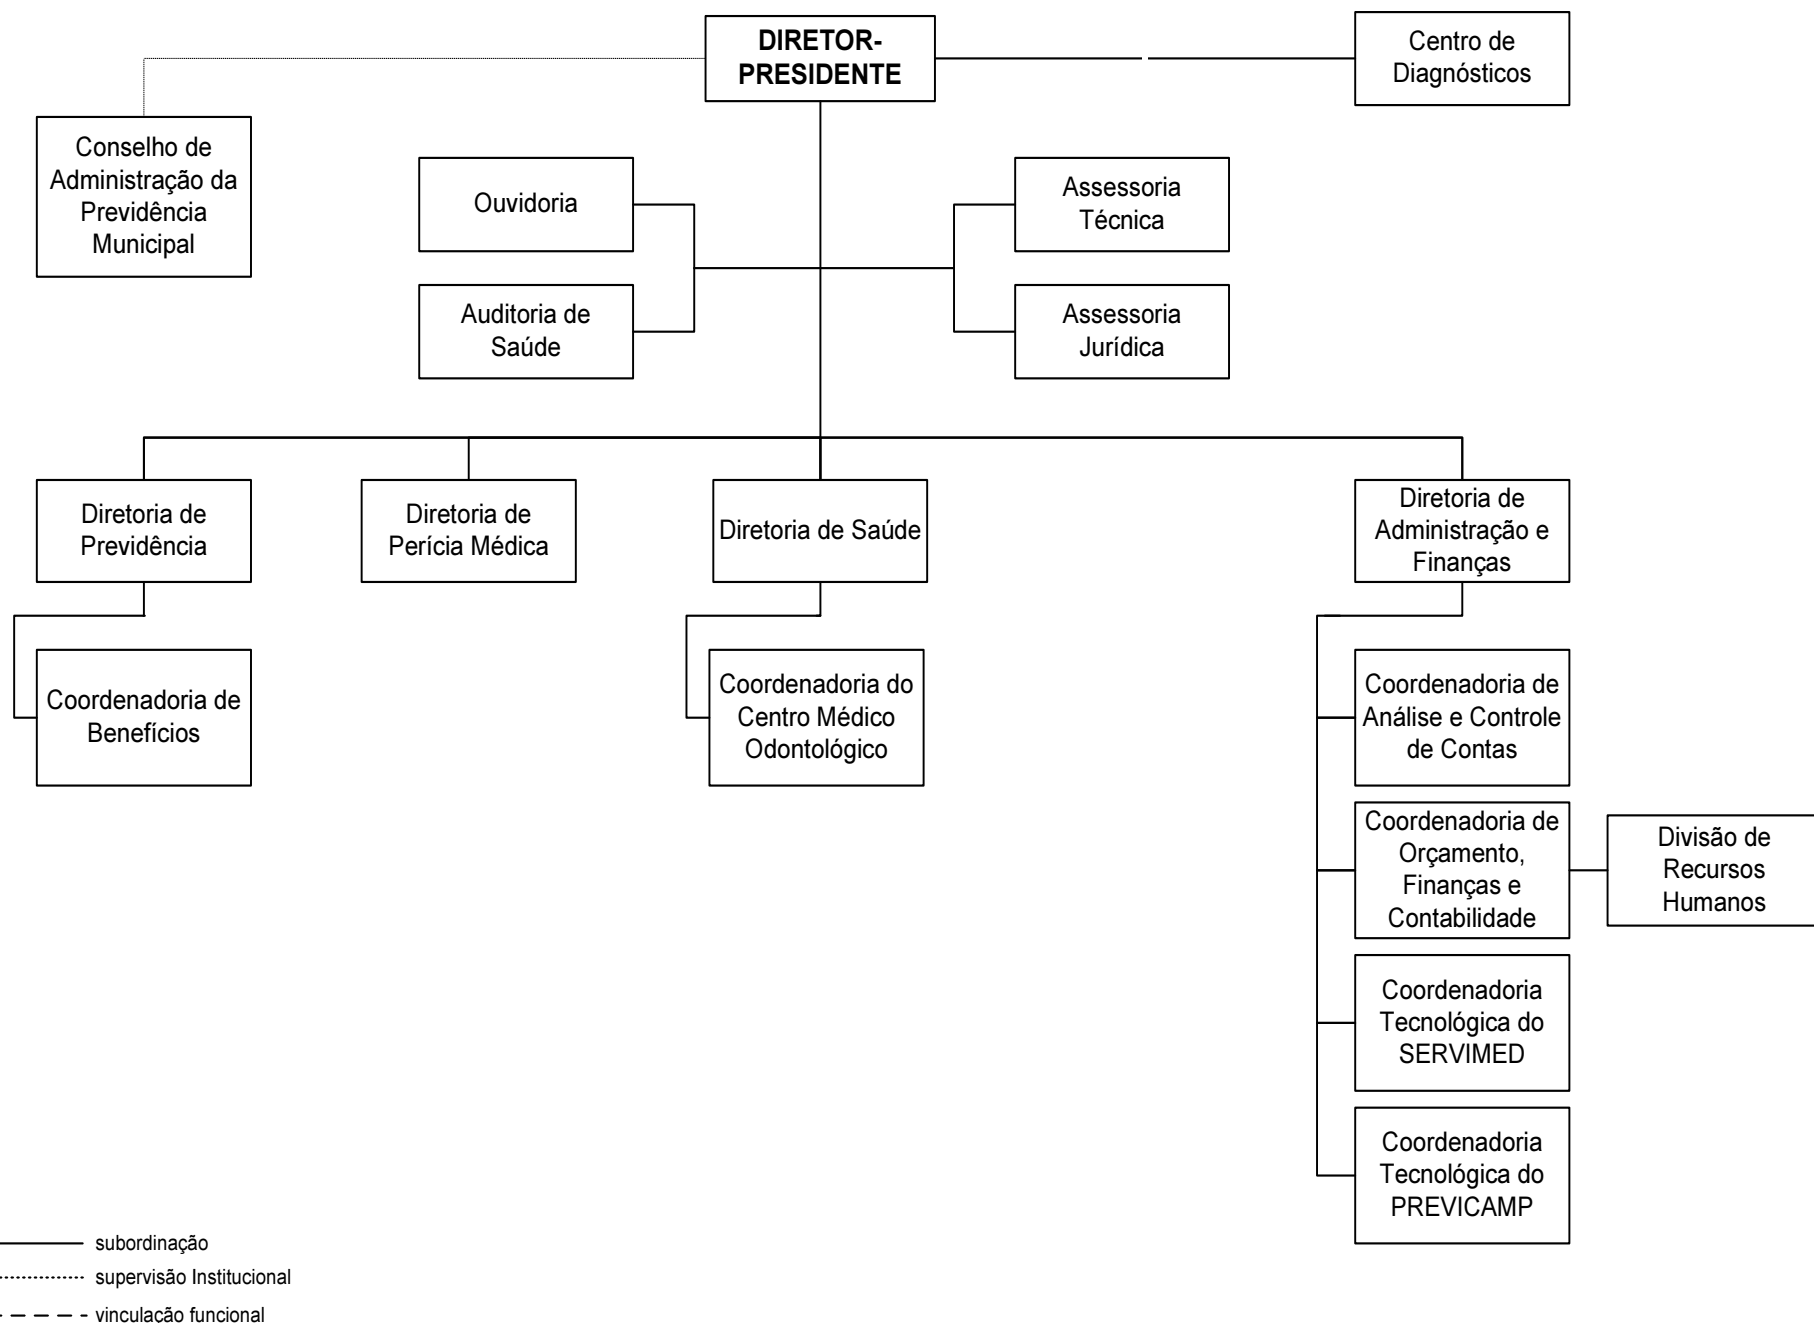 DIRETOR-
PRESIDENTE
Centro de
Diagnósticos
Conselho de
Administração da
Previdência
Municipal
Ouvidoria
Assessoria
Técnica
Auditoria de
Saúde
Assessoria
Jurídica
Diretoria de
Previdência
Diretoria de
Perícia Médica
Diretoria de Saúde
Diretoria de
Administração e
Finanças
Coordenadoria de
Benefícios
Coordenadoria do
Centro Médico
Odontológico
Coordenadoria de
Análise e Controle
de Contas
Coordenadoria de
Orçamento,
Finanças e
Contabilidade
Divisão de
Recursos
Humanos
Coordenadoria
Tecnológica do
SERVIMED
Coordenadoria
Tecnológica do
PREVICAMP
subordinação
supervisão Institucional
vinculação funcional